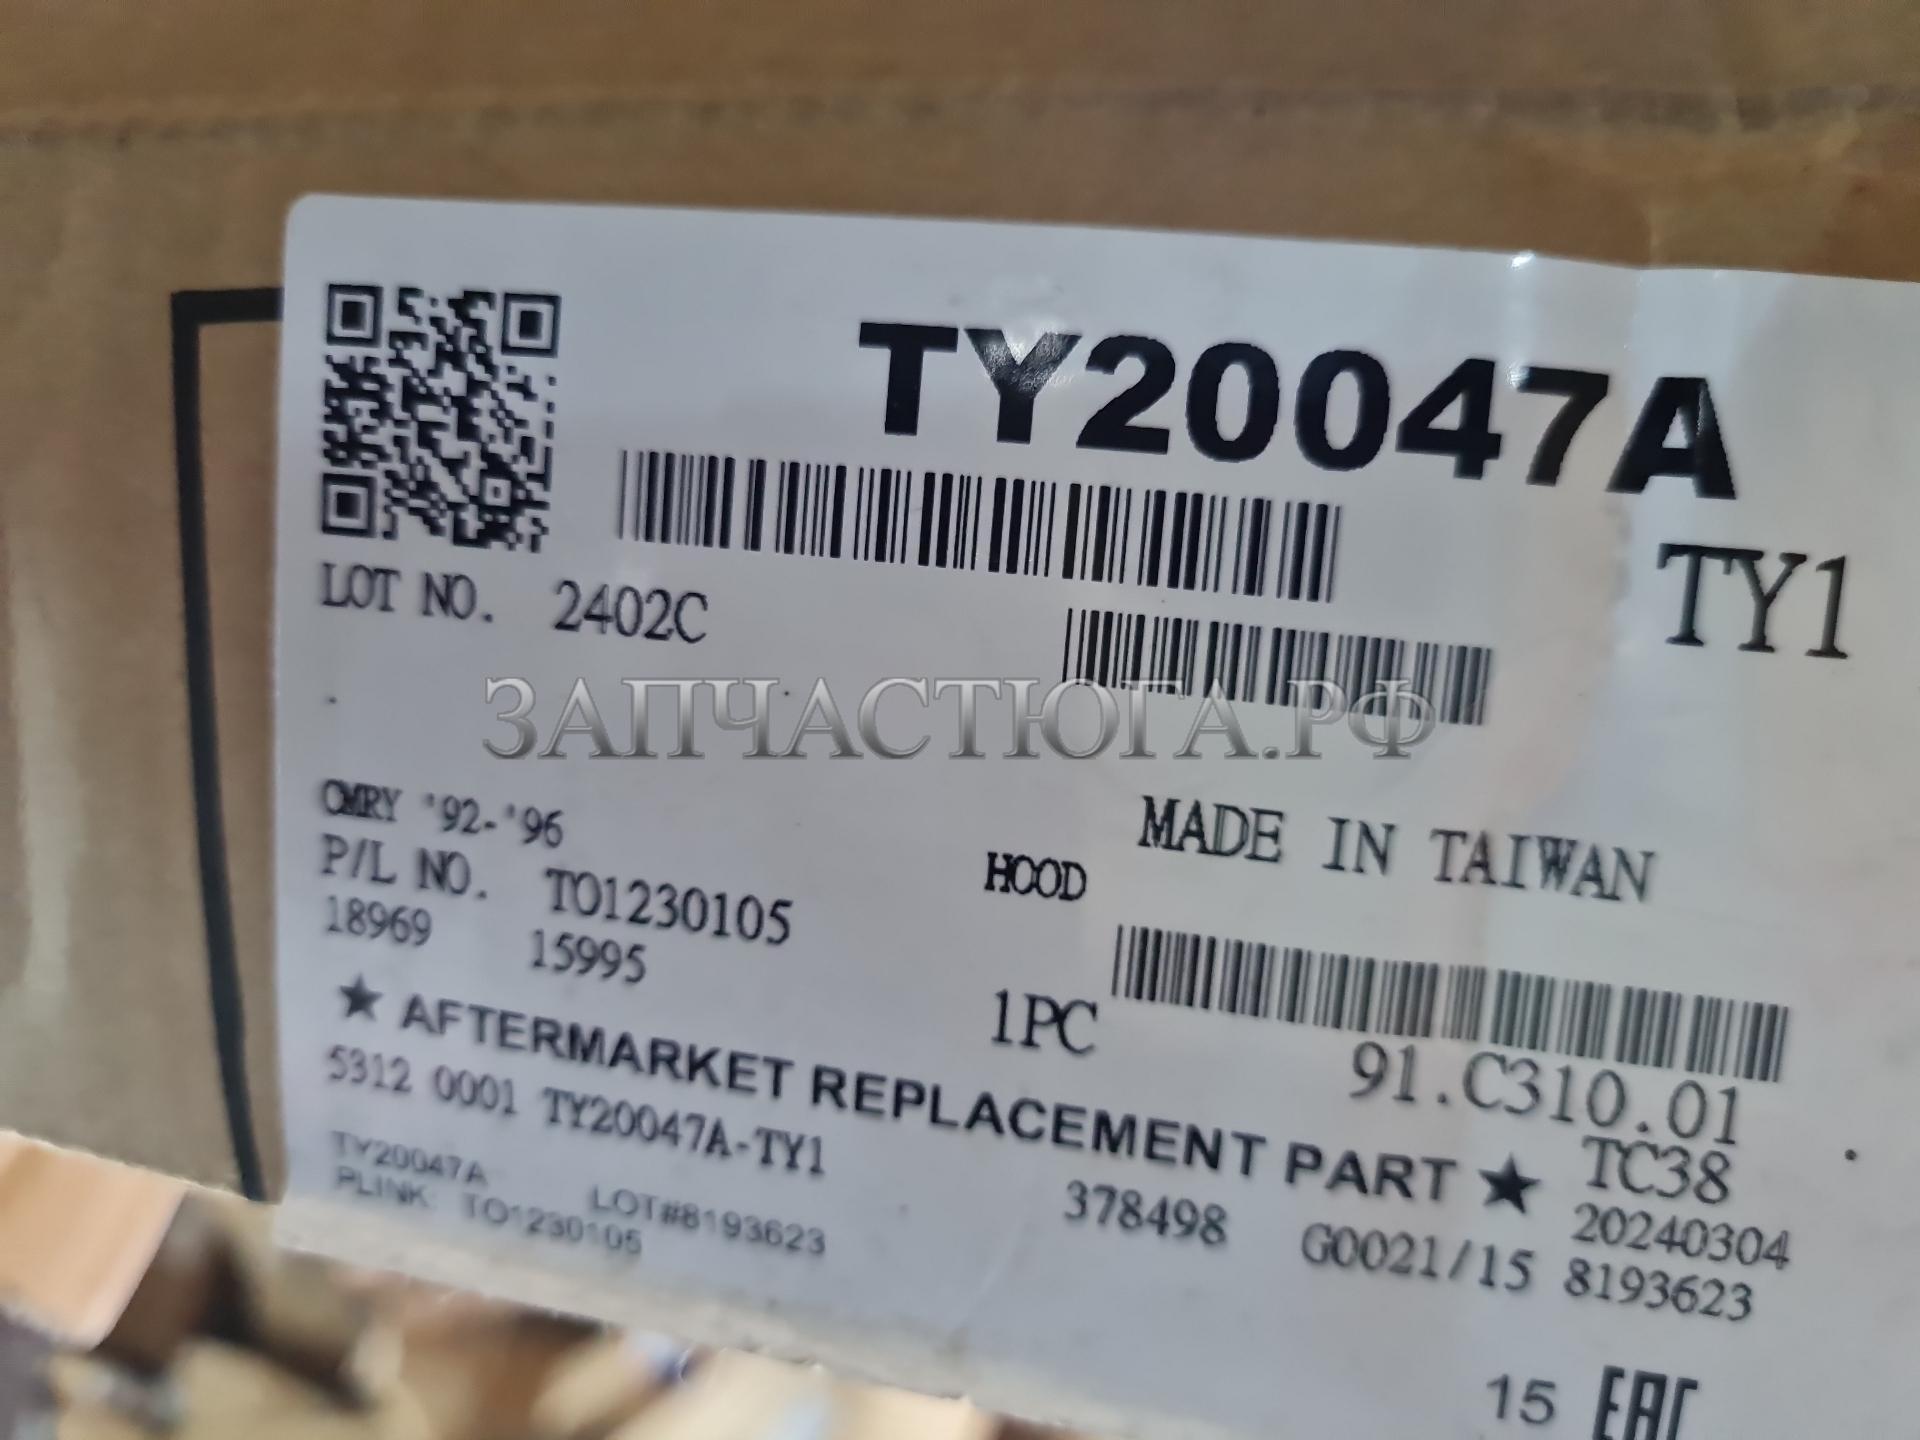 TY20047A
TY1
LOT NO. 2402C
ЗАПЧАСТЮГА.РФ
CMRY '92-'96
MADE IN TAIWAN
P/L NO. TO1230105
HOOD
18969 15995
1PC
91.C310.01
★ AFTERMARKET REPLACEMENT PART ★
TC38
5312 0001 TY20047A-TY1
378498
20240304
G0021/15 8193623
TY20047A LOT#8193623
PLINK: TO1230105
15 EAC